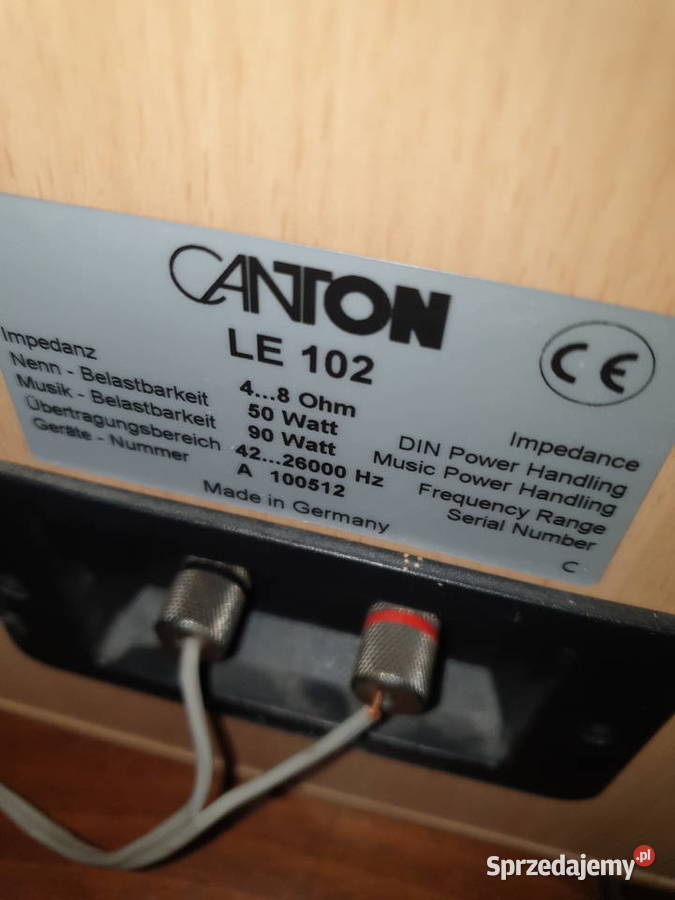 CANTON
LE 102
CE
Impedanz 4...8 Ohm Impedance
Nenn - Belastbarkeit 50 Watt DIN Power Handling
Musik - Belastbarkeit 90 Watt Music Power Handling
Übertragungsbereich 42...26000 Hz Frequency Range
Geräte - Nummer A 100512 Serial Number
Made in Germany
C
Sprzedajemy.pl